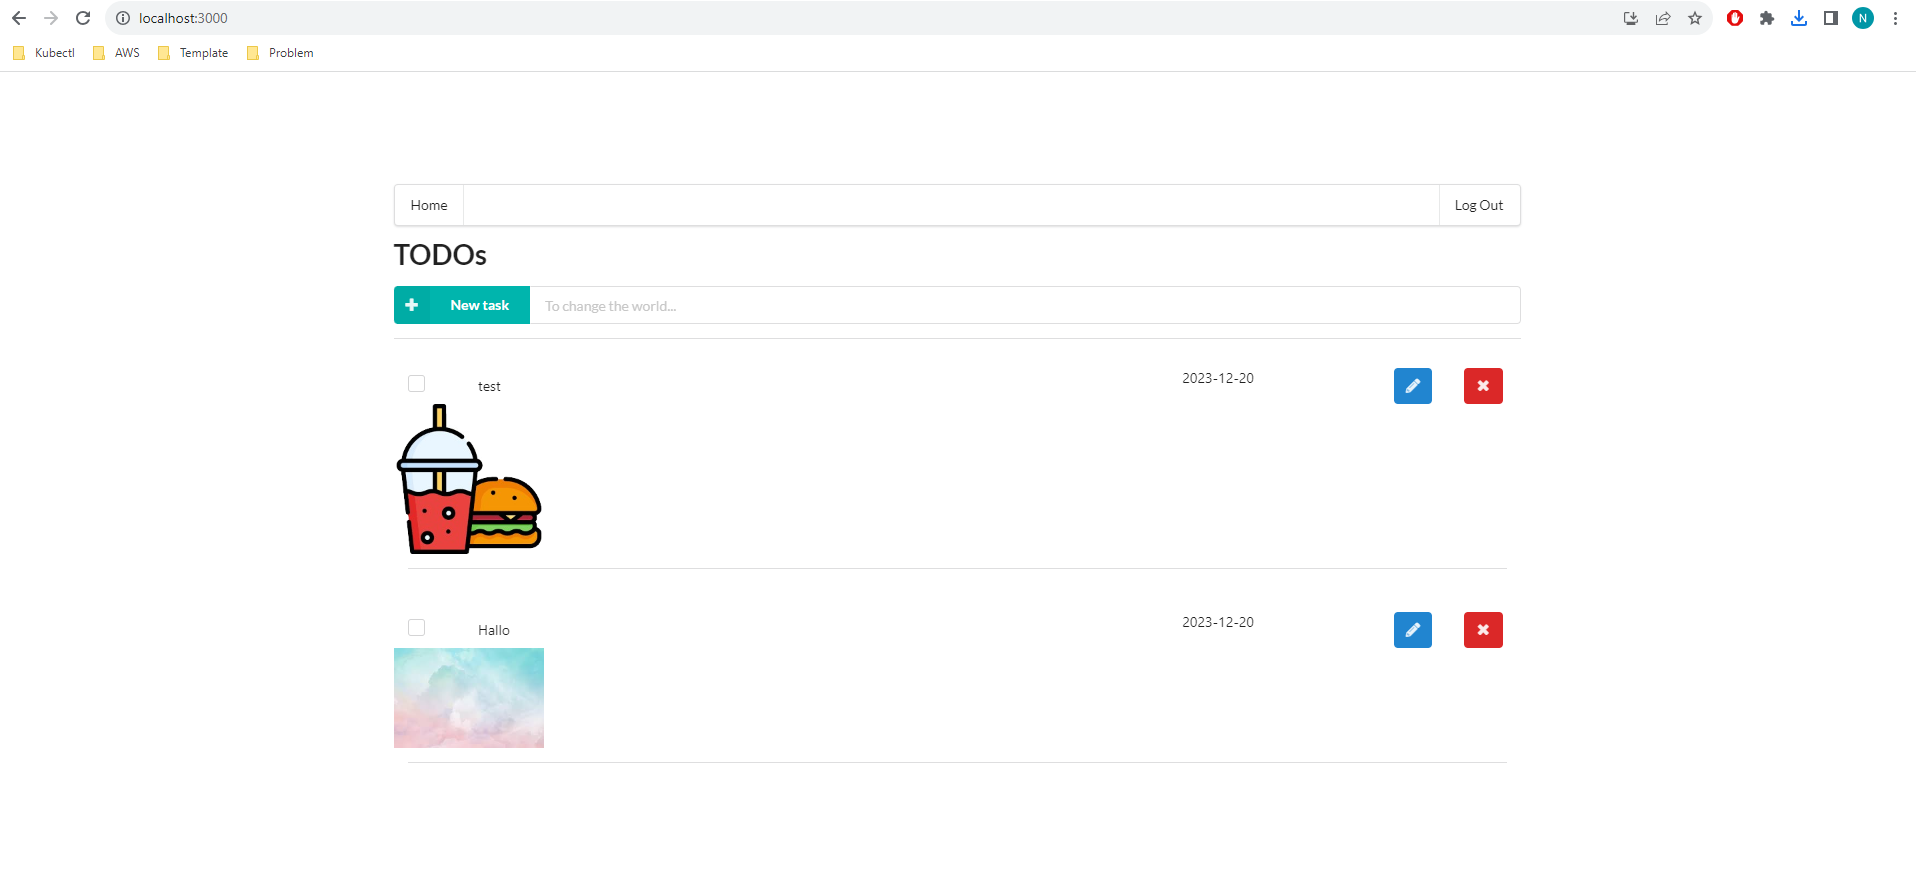 localhost:3000
N
Kubectl AWS Template Problem
Home Log Out
TODOs
New task To change the world...
test 2023-12-20
Hallo 2023-12-20